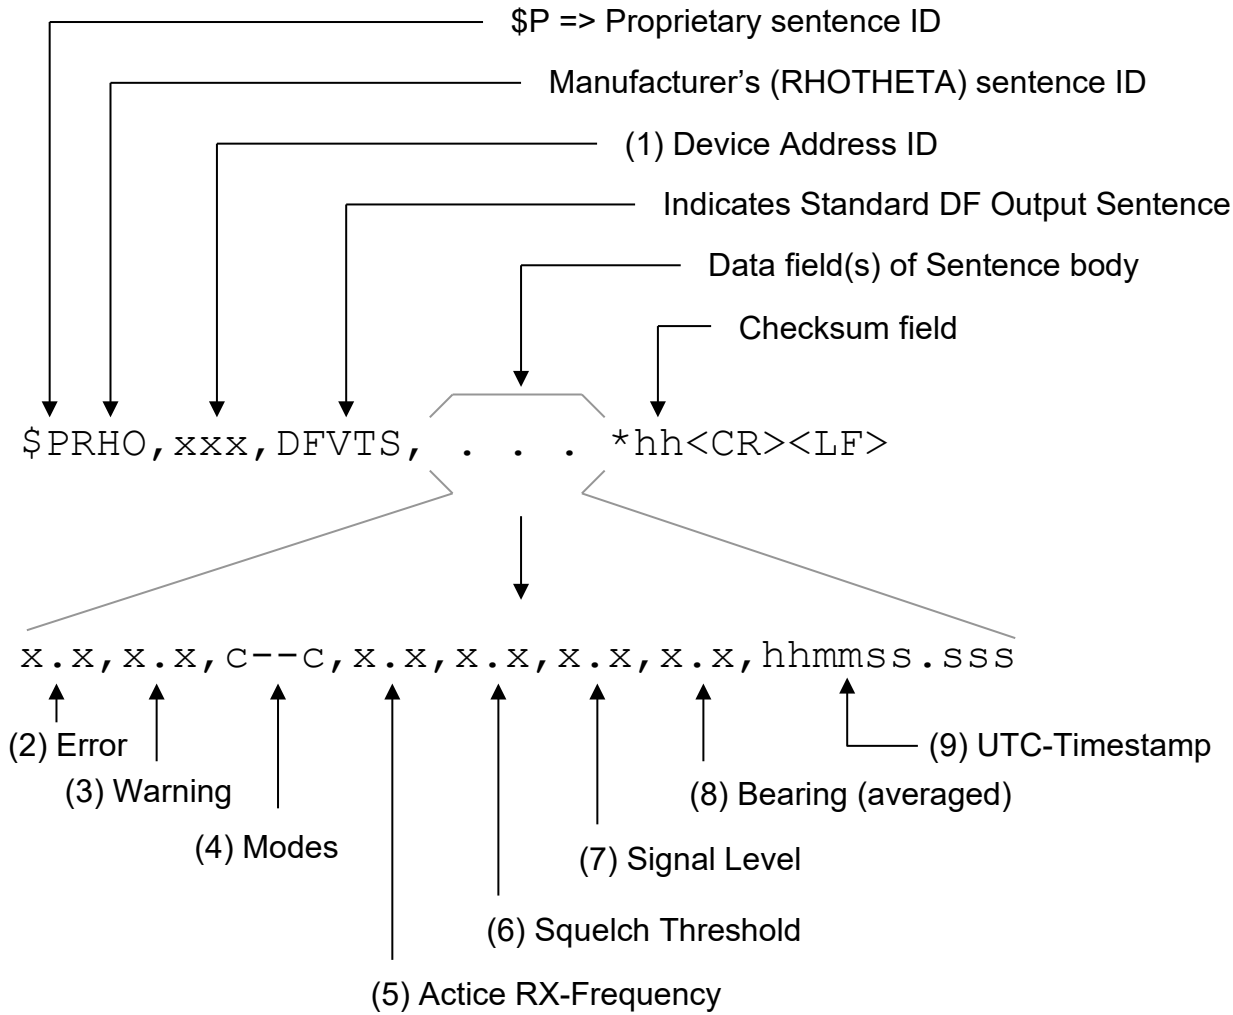 $P => Proprietary sentence ID
Manufacturer’s (RHOTHETA) sentence ID
(1) Device Address ID
Indicates Standard DF Output Sentence
Data field(s) of Sentence body
Checksum field
$PRHO,xxx,DFVTS, . . . *hh<CR><LF>
x.x,x.x,c--c,x.x,x.x,x.x,x.x,hhmmss.sss
(2) Error
(9) UTC-Timestamp
(3) Warning
(8) Bearing (averaged)
(4) Modes
(7) Signal Level
(6) Squelch Threshold
(5) Actice RX-Frequency